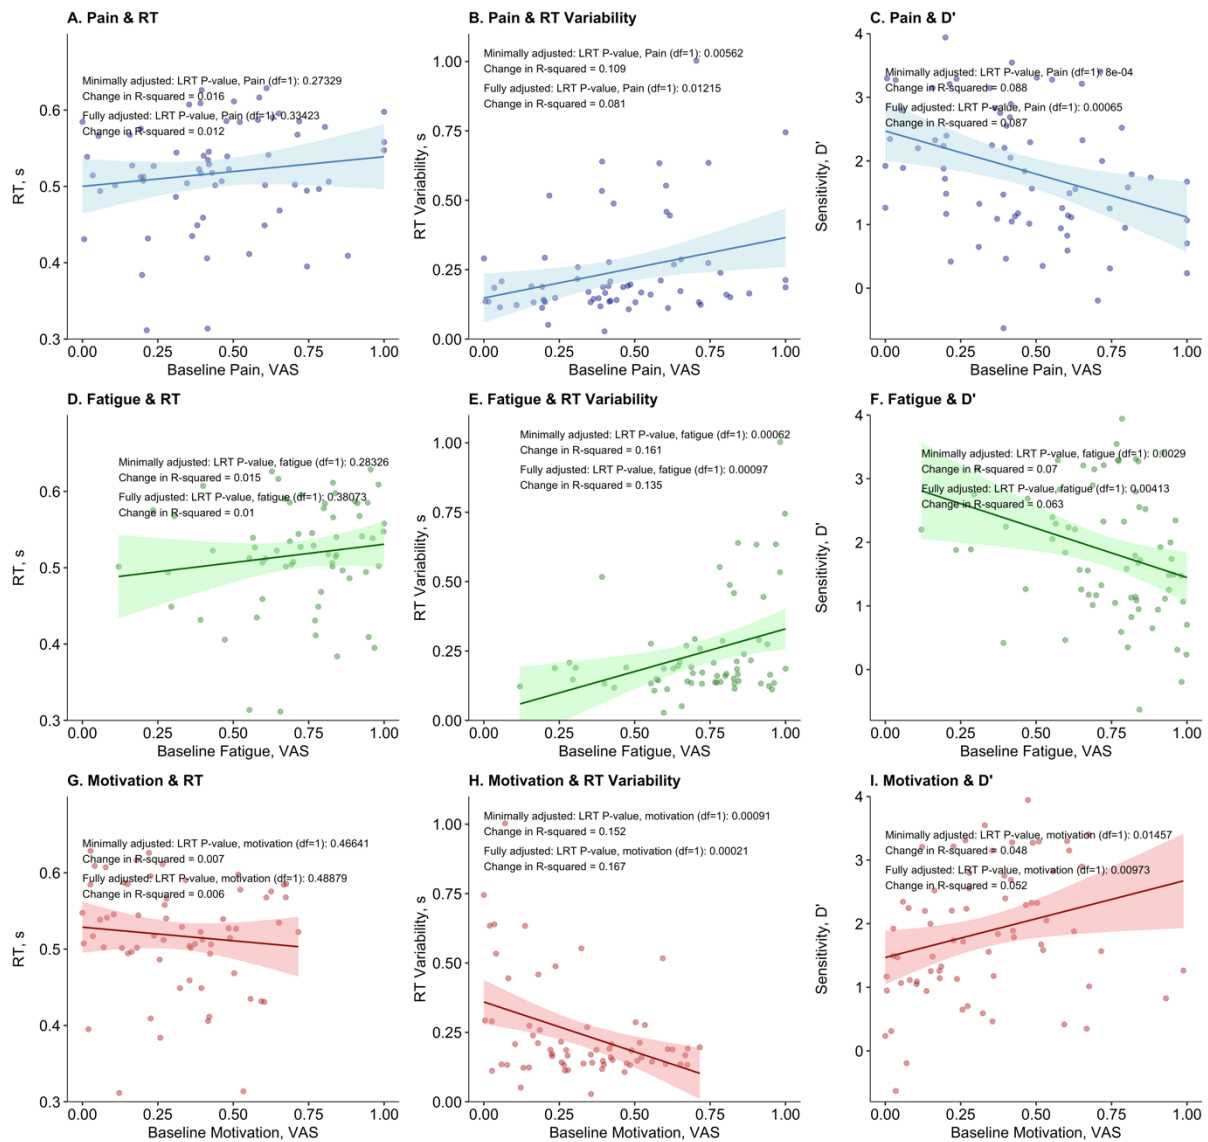 A. Pain & RT
Minimally adjusted: LRT P-value, Pain (df=1): 0.27329
Change in R-squared = 0.016
Fully adjusted: LRT P-value, Pain (df=1): 0.33423
Change in R-squared = 0.012
RT, s
0.6
0.5
0.4
0.3
0.00 0.25 0.50 0.75 1.00
Baseline Pain, VAS
B. Pain & RT Variability
Minimally adjusted: LRT P-value, Pain (df=1): 0.00562
Change in R-squared = 0.109
Fully adjusted: LRT P-value, Pain (df=1): 0.01215
Change in R-squared = 0.081
RT Variability, s
1.00
0.75
0.50
0.25
0.00
0.00 0.25 0.50 0.75 1.00
Baseline Pain, VAS
C. Pain & D'
Minimally adjusted: LRT P-value, Pain (df=1): 8e-04
Change in R-squared = 0.088
Fully adjusted: LRT P-value, Pain (df=1): 0.00065
Change in R-squared = 0.087
Sensitivity, D'
4
3
2
1
0
0.00 0.25 0.50 0.75 1.00
Baseline Pain, VAS
D. Fatigue & RT
Minimally adjusted: LRT P-value, fatigue (df=1): 0.28326
Change in R-squared = 0.015
Fully adjusted: LRT P-value, fatigue (df=1): 0.38073
Change in R-squared = 0.01
RT, s
0.6
0.5
0.4
0.3
0.00 0.25 0.50 0.75 1.00
Baseline Fatigue, VAS
E. Fatigue & RT Variability
Minimally adjusted: LRT P-value, fatigue (df=1): 0.00062
Change in R-squared = 0.161
Fully adjusted: LRT P-value, fatigue (df=1): 0.00097
Change in R-squared = 0.135
RT Variability, s
1.00
0.75
0.50
0.25
0.00
0.00 0.25 0.50 0.75 1.00
Baseline Fatigue, VAS
F. Fatigue & D'
Minimally adjusted: LRT P-value, fatigue (df=1): 0.0029
Change in R-squared = 0.07
Fully adjusted: LRT P-value, fatigue (df=1): 0.00413
Change in R-squared = 0.063
Sensitivity, D'
4
3
2
1
0
0.00 0.25 0.50 0.75 1.00
Baseline Fatigue, VAS
G. Motivation & RT
Minimally adjusted: LRT P-value, motivation (df=1): 0.46641
Change in R-squared = 0.007
Fully adjusted: LRT P-value, motivation (df=1): 0.48879
Change in R-squared = 0.006
RT, s
0.6
0.5
0.4
0.3
0.00 0.25 0.50 0.75 1.00
Baseline Motivation, VAS
H. Motivation & RT Variability
Minimally adjusted: LRT P-value, motivation (df=1): 0.00091
Change in R-squared = 0.152
Fully adjusted: LRT P-value, motivation (df=1): 0.00021
Change in R-squared = 0.167
RT Variability, s
1.00
0.75
0.50
0.25
0.00
0.00 0.25 0.50 0.75 1.00
Baseline Motivation, VAS
I. Motivation & D'
Minimally adjusted: LRT P-value, motivation (df=1): 0.01457
Change in R-squared = 0.048
Fully adjusted: LRT P-value, motivation (df=1): 0.00973
Change in R-squared = 0.052
Sensitivity, D'
4
3
2
1
0
0.00 0.25 0.50 0.75 1.00
Baseline Motivation, VAS